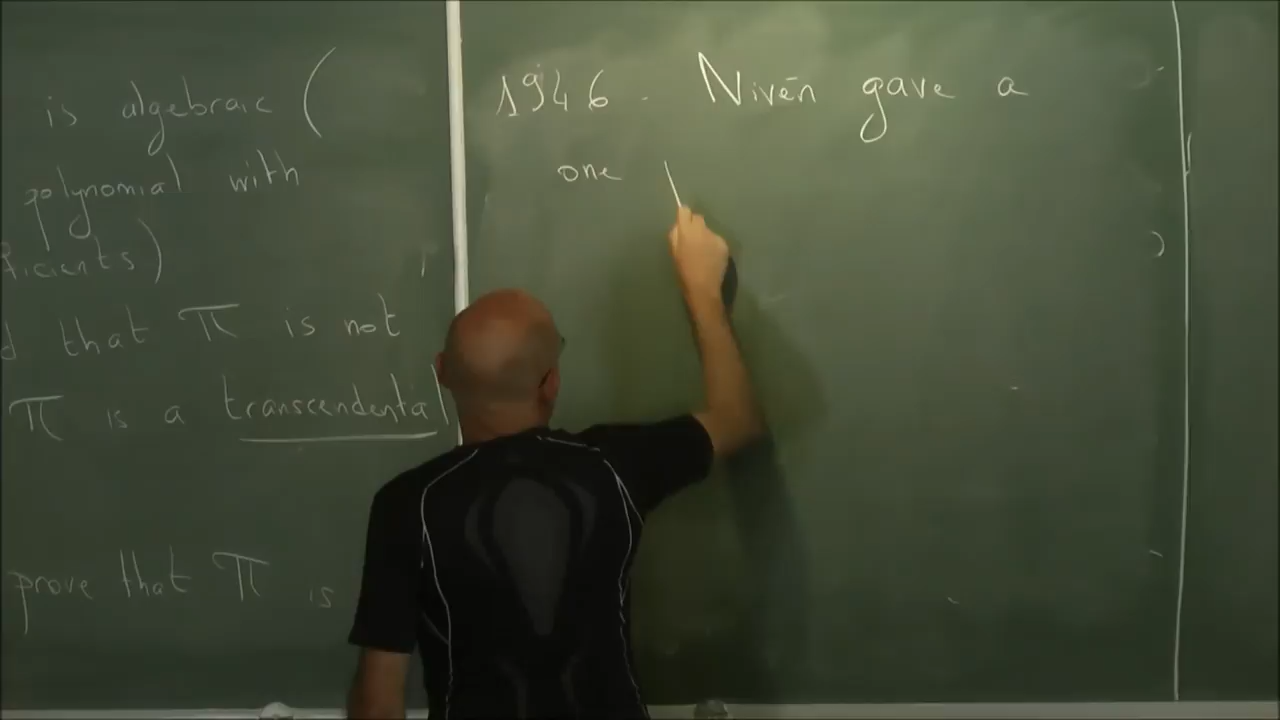 is algebraic (
polynomial with
ficients)
d that π is not
π is a transcendental
prove that π is
1946. Niven gave a
one